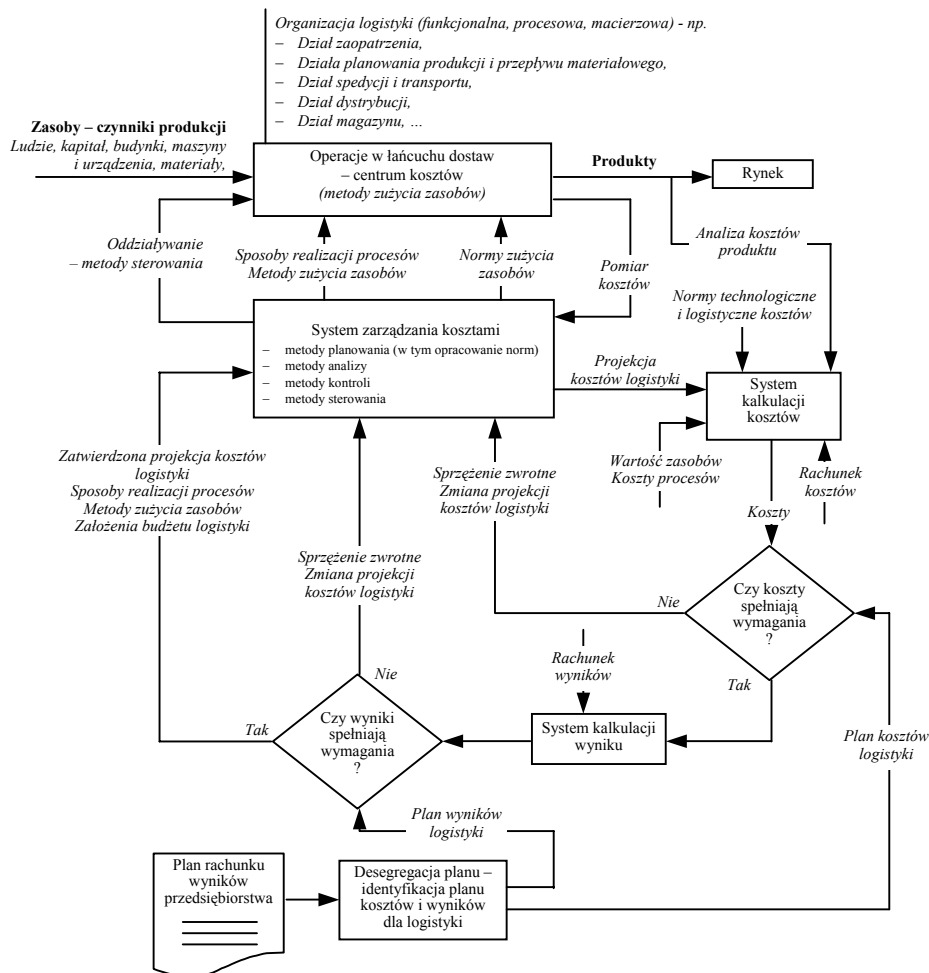 Organizacja logistyki (funkcjonalna, procesowa, macierzowa) - np.
– Dział zaopatrzenia,
– Działa planowania produkcji i przepływu materiałowego,
– Dział spedycji i transportu,
– Dział dystrybucji,
– Dział magazynu, …
Zasoby – czynniki produkcji
Ludzie, kapitał, budynki, maszyny
i urządzenia, materiały,
Operacje w łańcuchu dostaw
– centrum kosztów
(metody zużycia zasobów)
Produkty
Rynek
Oddziaływanie
– metody sterowania
Sposoby realizacji procesów
Metody zużycia zasobów
Normy zużycia
zasobów
Pomiar
kosztów
Analiza kosztów
produktu
Normy technologiczne
i logistyczne kosztów
System zarządzania kosztami
– metody planowania (w tym opracowanie norm)
– metody analizy
– metody kontroli
– metody sterowania
Projekcja
kosztów logistyki
System
kalkulacji
kosztów
Zatwierdzona projekcja kosztów
logistyki
Sposoby realizacji procesów
Metody zużycia zasobów
Założenia budżetu logistyki
Sprzężenie zwrotne
Zmiana projekcji
kosztów logistyki
Wartość zasobów
Koszty procesów
Rachunek
kosztów
Koszty
Sprzężenie zwrotne
Zmiana projekcji
kosztów logistyki
Czy koszty
spełniają
wymagania
?
Nie
Tak
Rachunek
wyników
Nie
Tak
Czy wyniki
spełniają
wymagania
?
System kalkulacji
wyniku
Plan kosztów
logistyki
Plan wyników
logistyki
Plan rachunku
wyników
przedsiębiorstwa
Desegregacja planu –
identyfikacja planu
kosztów i wyników
dla logistyki